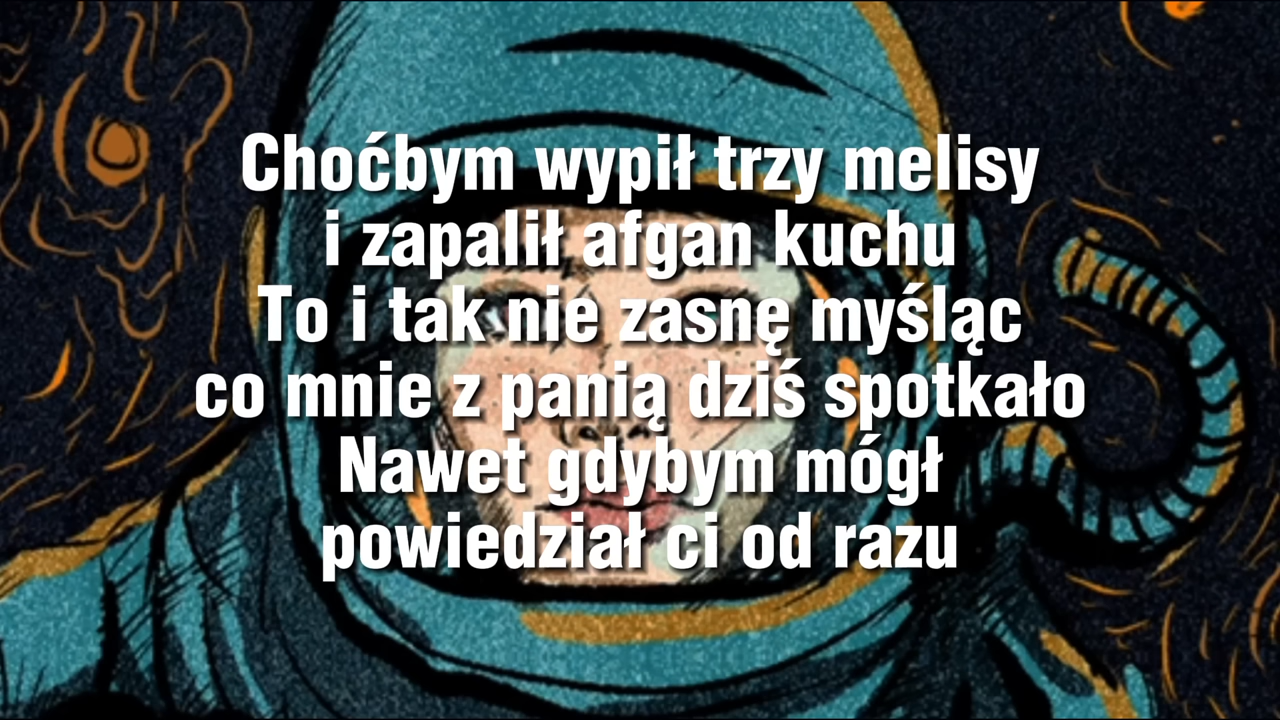 Choćbym wypił trzy melisy
i zapalił afgan kuchu
To i tak nie zasnę myśląc
co mnie z panią dziś spotkało
Nawet gdybym mógł
powiedział ci od razu